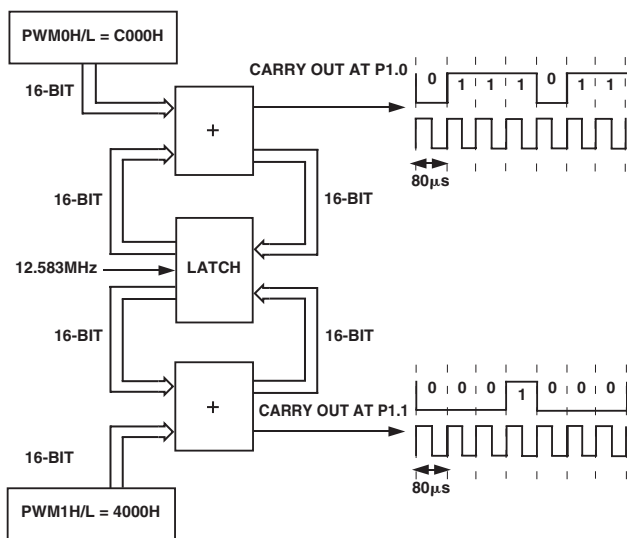 PWM0H/L = C000H
16-BIT
CARRY OUT AT P1.0
0 1 1 1 0 1 1
+
80µs
16-BIT
16-BIT
12.583MHz
LATCH
16-BIT
16-BIT
0 0 0 1 0 0 0
+
CARRY OUT AT P1.1
16-BIT
80µs
PWM1H/L = 4000H